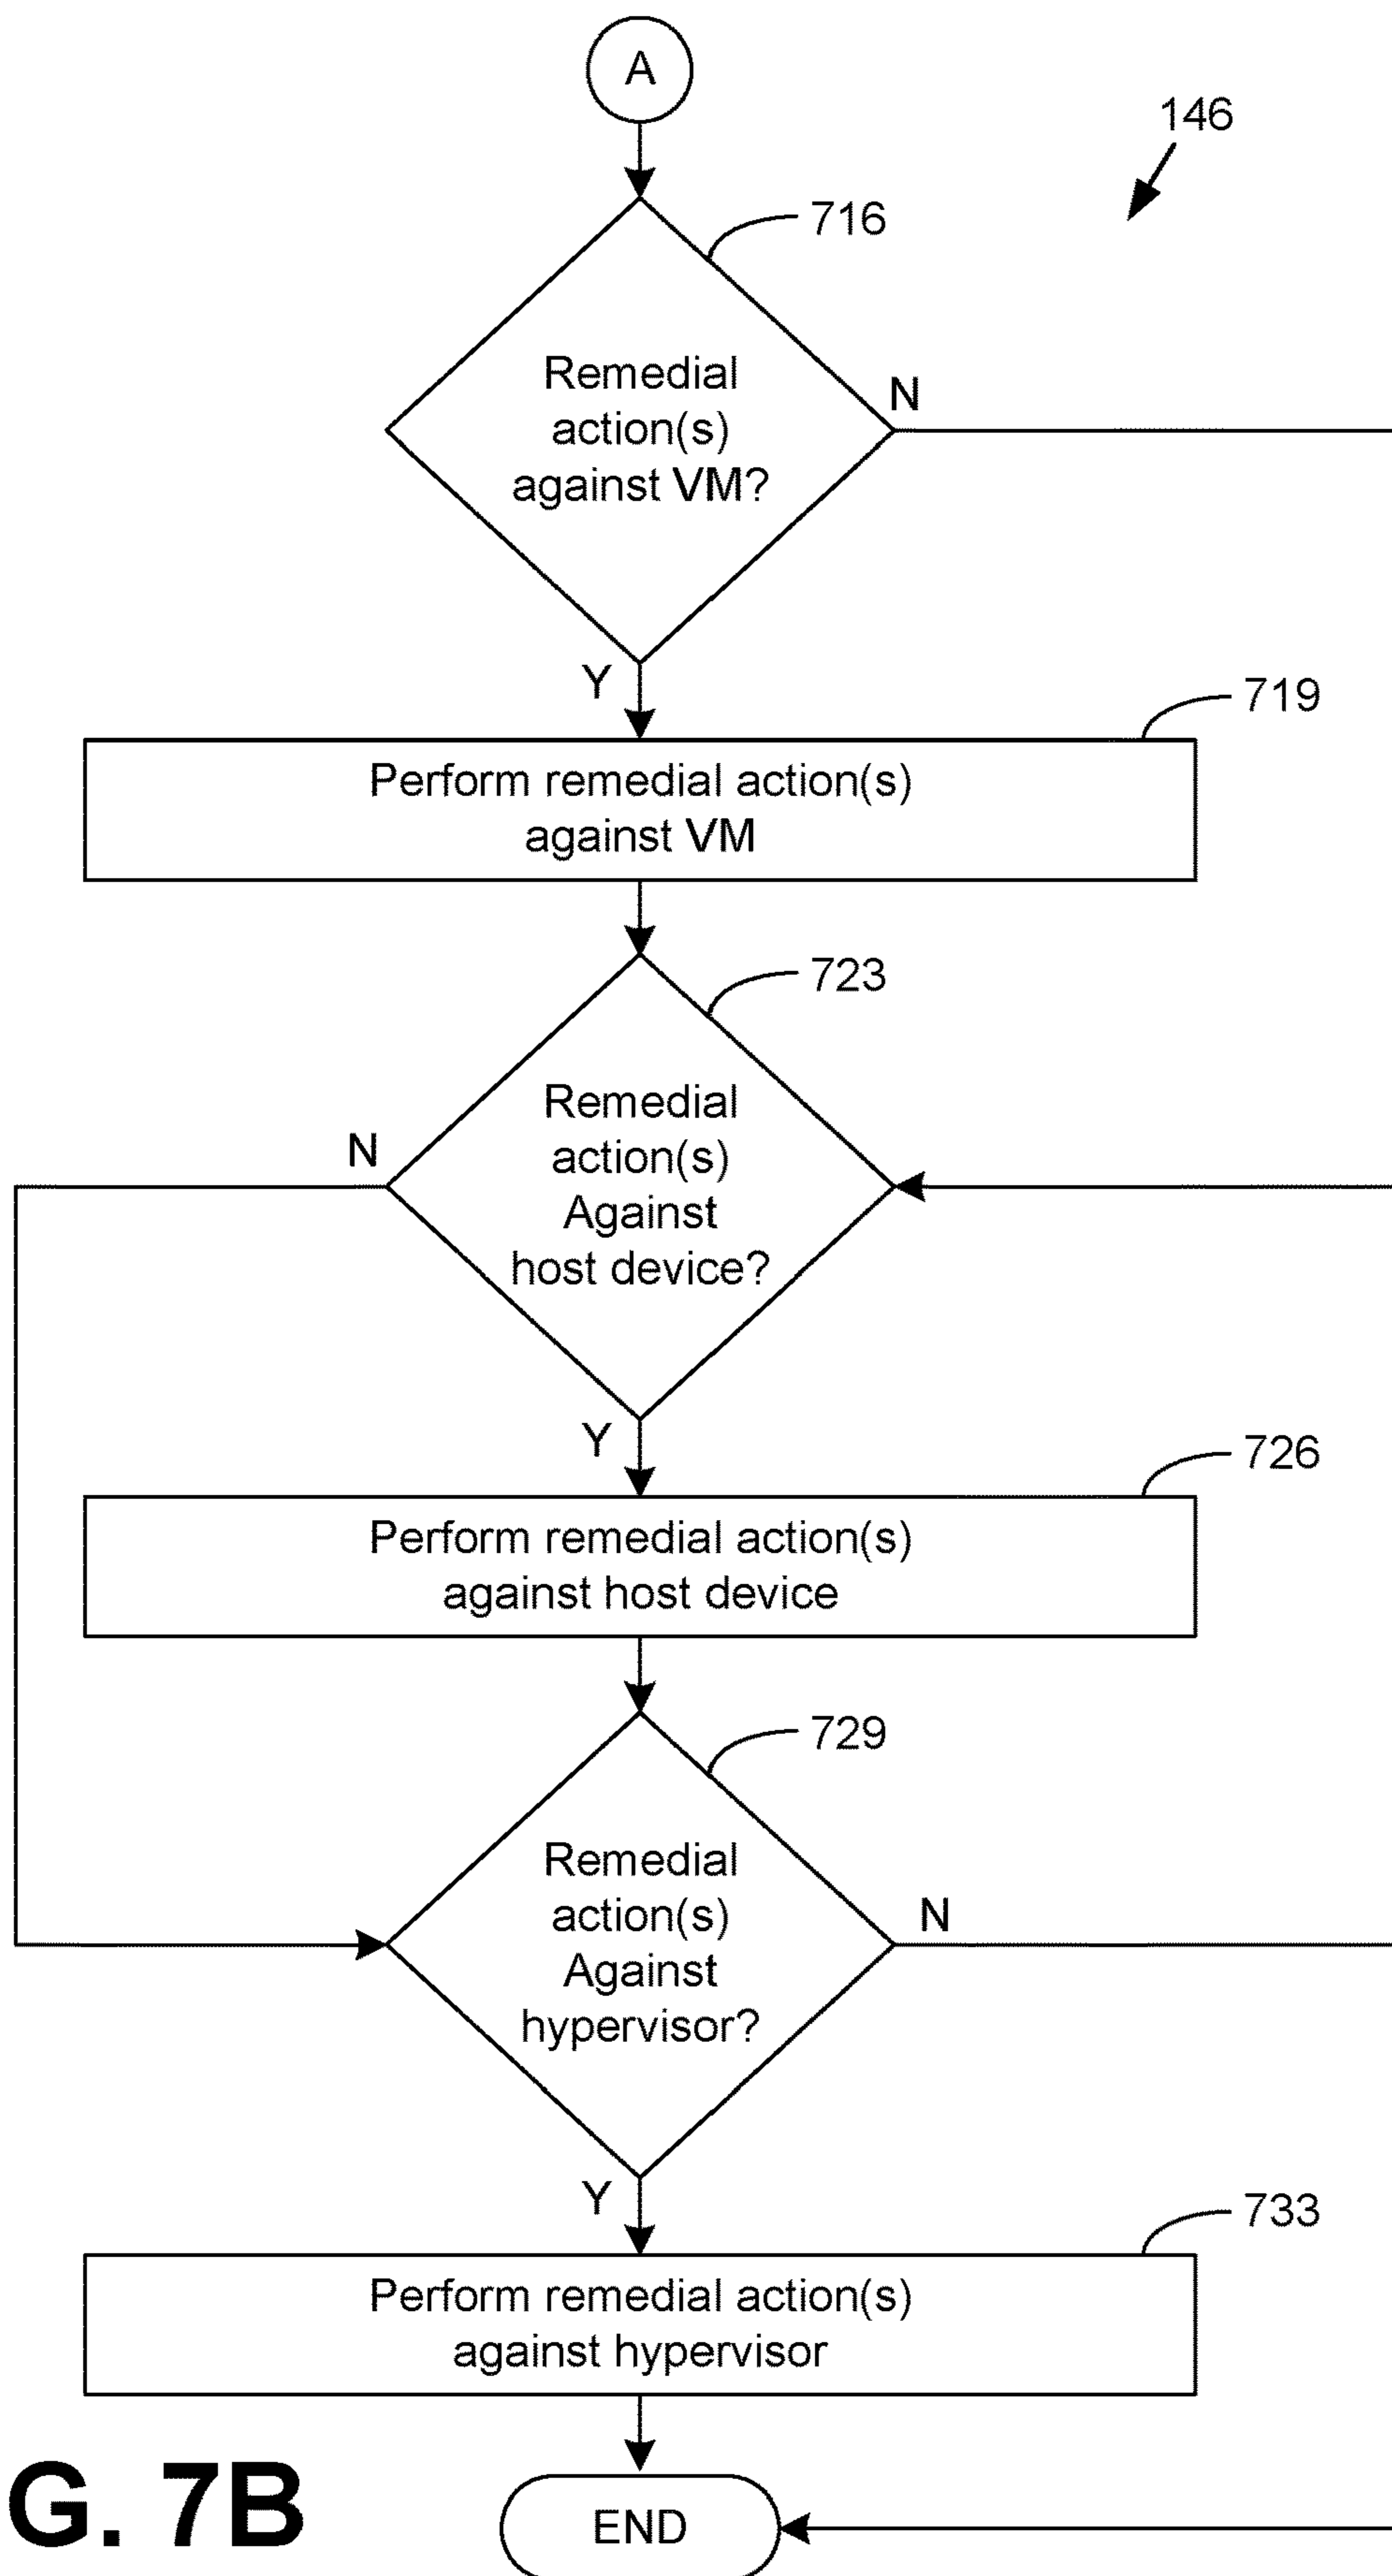 A
146
716
Remedial
action(s)
against VM?
N
Y
719
Perform remedial action(s)
against VM
723
Remedial
action(s)
Against
host device?
N
Y
726
Perform remedial action(s)
against host device
729
Remedial
action(s)
Against
hypervisor?
N
Y
733
Perform remedial action(s)
against hypervisor
END
G. 7B